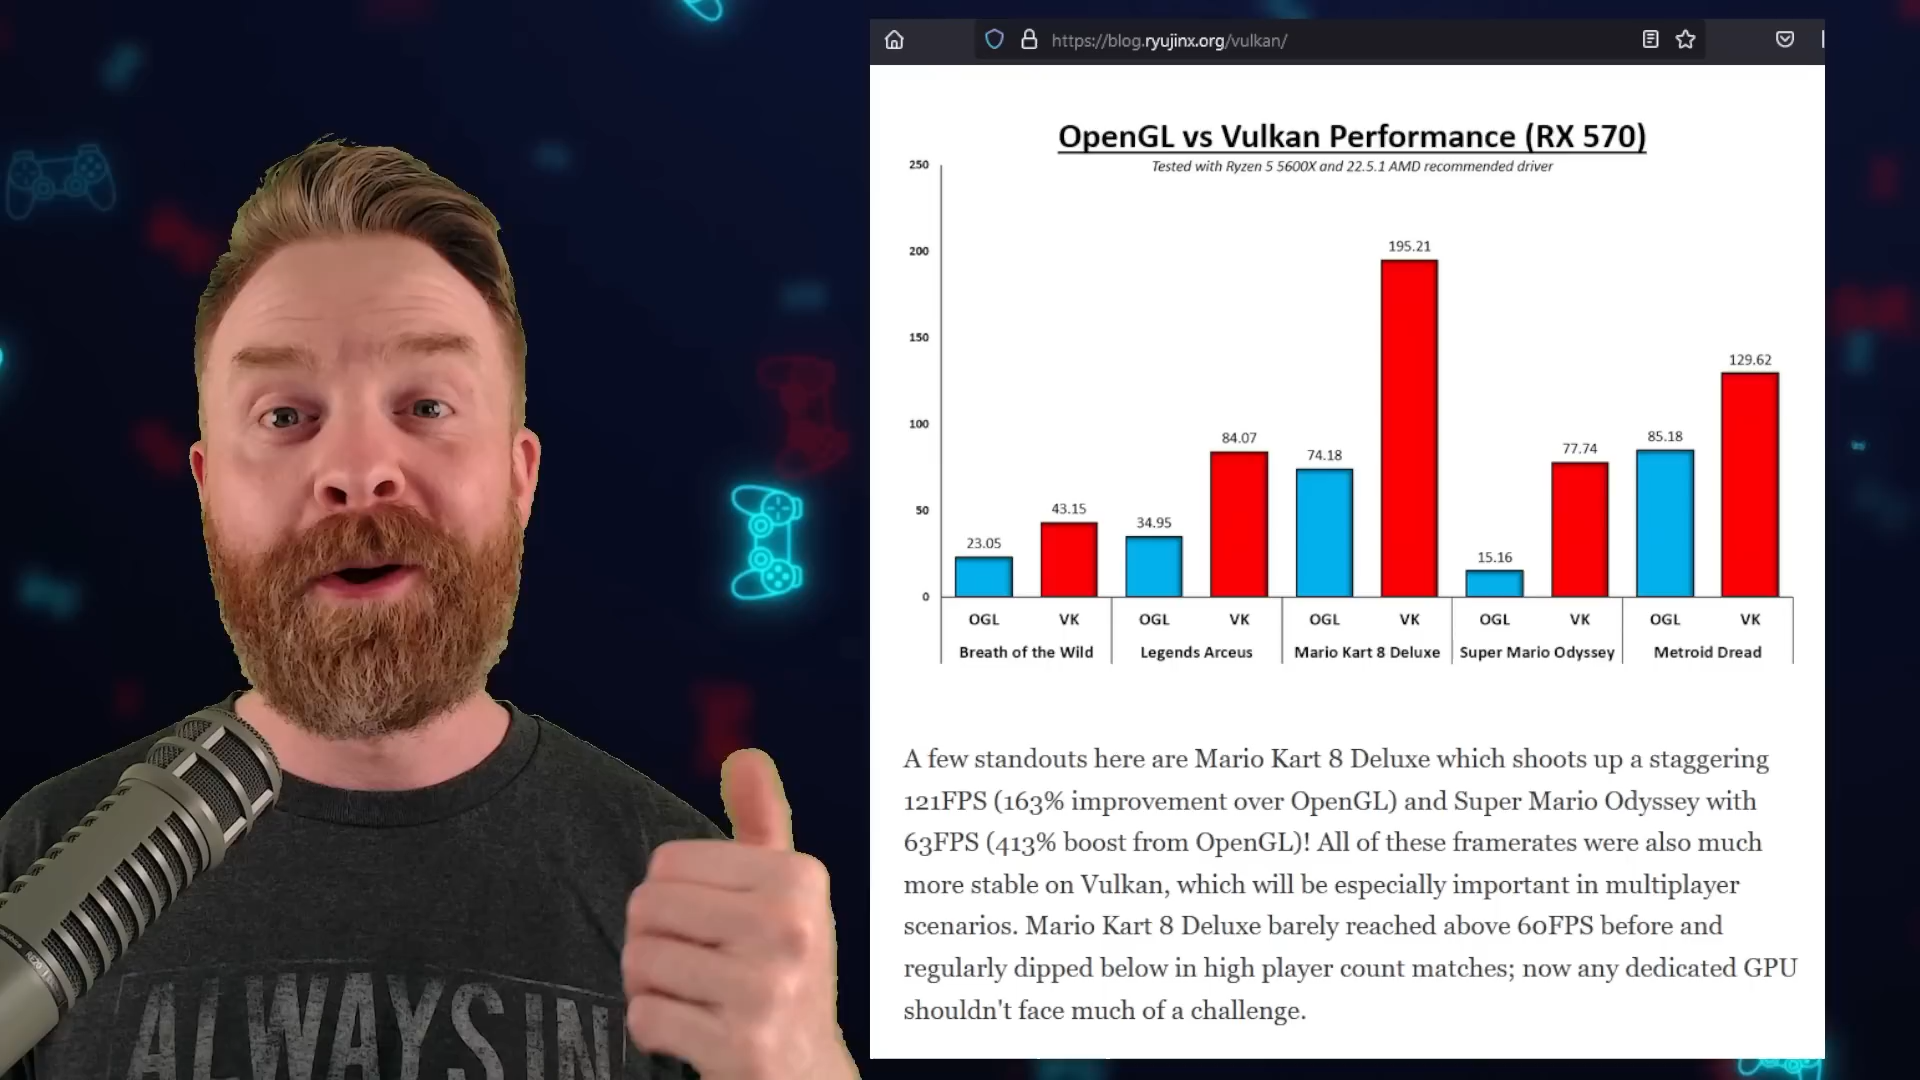 https://blog.ryujinx.org/vulkan/
OpenGL vs Vulkan Performance (RX 570)
Tested with Ryzen 5 5600X and 22.5.1 AMD recommended driver
250
200
150
100
50
0
23.05
43.15
34.95
84.07
74.18
195.21
15.16
77.74
85.18
129.62
OGL VK OGL VK OGL VK OGL VK OGL VK
Breath of the Wild Legends Arceus Mario Kart 8 Deluxe Super Mario Odyssey Metroid Dread
A few standouts here are Mario Kart 8 Deluxe which shoots up a staggering
121FPS (163% improvement over OpenGL) and Super Mario Odyssey with
63FPS (413% boost from OpenGL)! All of these framerates were also much
more stable on Vulkan, which will be especially important in multiplayer
scenarios. Mario Kart 8 Deluxe barely reached above 60FPS before and
regularly dipped below in high player count matches; now any dedicated GPU
shouldn't face much of a challenge.
ALWAYS IN